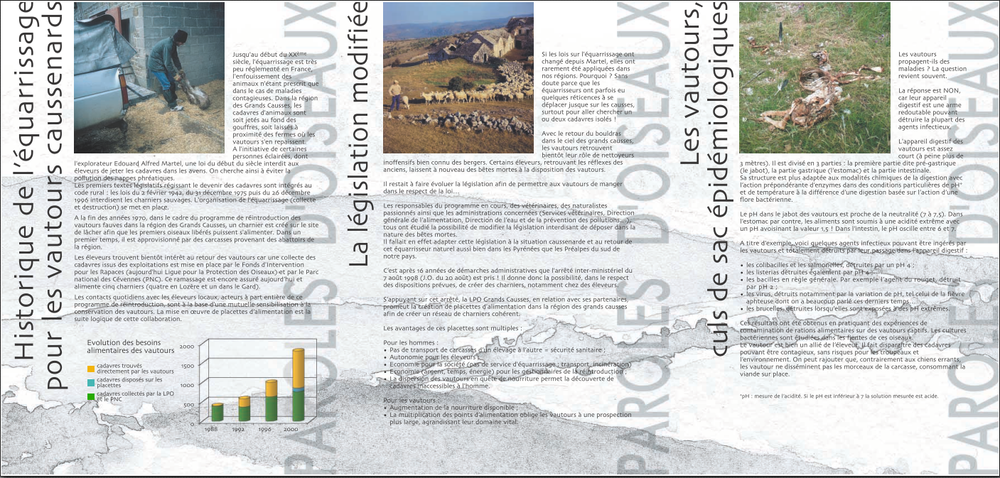 Historique de l'équarrissage
pour les vautours caussenards
Jusqu'au début du XXème
siècle, l'équarrissage est très
peu réglementé en France,
l'enfouissement des
animaux n'étant prescrit que
dans le cas de maladies
contagieuses. Dans la région
des Grands Causses, les
cadavres d'animaux sont
soit jetés au fond des
gouffres, soit laissés à
proximité des fermes où les
vautours s'en repaissent.
A l'initiative de certaines
personnes éclairées, dont
l'explorateur Edouard Alfred Martel, une loi du début du siècle interdit aux
éleveurs de jeter les cadavres dans les avens. On cherche ainsi à éviter la
pollution des nappes phréatiques.
Les premiers textes législatifs régissant le devenir des cadavres sont intégrés au
code rural : les lois du 2 février 1942, du 31 décembre 1975 puis du 26 décembre
1996 interdisent les charniers sauvages. L'organisation de l'équarrissage (collecte
et destruction) se met en place.
A la fin des années 1970, dans le cadre du programme de réintroduction des
vautours fauves dans la région des Grands Causses, un charnier est créé sur le site
de lâcher afin que les premiers oiseaux libérés puissent s'alimenter. Dans un
premier temps, il est approvisionné par des carcasses provenant des abattoirs de
la région.
Les éleveurs trouvent bientôt intérêt au retour des vautours car une collecte des
cadavres issus des exploitations est mise en place par le Fonds d'Intervention
pour les Rapaces (aujourd'hui Ligue pour la Protection des Oiseaux) et par le Parc
national des Cévennes (PNC). Ce ramassage est encore assuré aujourd'hui et
alimente cinq charniers (quatre en Lozère et un dans le Gard).
Les contacts quotidiens avec les éleveurs locaux, acteurs à part entière de ce
programme de réintroduction, sont à la base d'une mutuelle sensibilisation à la
conservation des vautours. La mise en œuvre de placettes d'alimentation est la
suite logique de cette collaboration.
Evolution des besoins
alimentaires des vautours
cadavres trouvés
directement par les vautours
cadavres disposés sur les
placettes
cadavres collectés par la LPO
et le PNC
2000
1500
1000
500
0
1988 1992 1996 2000
PAROLES D'OISEAUX
La législation modifiée
Si les lois sur l'équarrissage ont
changé depuis Martel, elles ont
rarement été appliquées dans
nos régions. Pourquoi ? Sans
doute parce que les
équarrisseurs ont parfois eu
quelques réticences à se
déplacer jusque sur les causses,
surtout pour aller chercher un
ou deux cadavres isolés !
Avec le retour du bouldras
dans le ciel des grands causses,
les vautours retrouvent
bientôt leur rôle de nettoyeurs
inoffensifs bien connu des bergers. Certains éleveurs, retrouvant les réflexes des
anciens, laissent à nouveau des bêtes mortes à la disposition des vautours.
Il restait à faire évoluer la législation afin de permettre aux vautours de manger
dans le respect de la loi...
Les responsables du programme en cours, des vétérinaires, des naturalistes
passionnés ainsi que les administrations concernées (Services vétérinaires, Direction
générale de l'alimentation, Direction de l'eau et de la prévention des pollutions...),
tous ont étudié la possibilité de modifier la législation interdisant de déposer dans la
nature des bêtes mortes.
Il fallait en effet adapter cette législation à la situation caussenarde et au retour de
cet équarrisseur naturel aussi bien dans les Pyrénées que les Préalpes du sud de
notre pays.
C'est après 16 années de démarches administratives que l'arrêté inter-ministériel du
7 août 1998 (J.O. du 20 août) est pris ! Il donne donc la possibilité, dans le respect
des dispositions prévues, de créer des charniers, notamment chez des éleveurs.
S'appuyant sur cet arrêté, la LPO Grands Causses, en relation avec ses partenaires,
promeut la création de placettes d'alimentation dans la région des grands causses
afin de créer un réseau de charniers cohérent.
Les avantages de ces placettes sont multiples :
Pour les hommes :
• Pas de transport de carcasses d'un élevage à l'autre = sécurité sanitaire ;
• Autonomie pour les éleveurs ;
• Economie pour la société (pas de service d'équarrissage : transport, incinération)
• Economie (argent, temps, énergie) pour les gestionnaires de la réintroduction ;
• La dispersion des vautours en quête de nourriture permet la découverte de
cadavres inaccessibles à l'homme.
Pour les vautours :
• Augmentation de la nourriture disponible ;
• La multiplication des points d'alimentation oblige les vautours à une prospection
plus large, agrandissant leur domaine vital.
PAROLES D'OISEAUX
Les vautours,
culs de sac épidémiologiques
Les vautours
propagent-ils des
maladies ? La question
revient souvent.
La réponse est NON,
car leur appareil
digestif est une arme
redoutable pouvant
détruire la plupart des
agents infectieux.
L'appareil digestif des
vautours est assez
court (à peine plus de
3 mètres). Il est divisé en 3 parties : la première partie dite pré-gastrique
(le jabot), la partie gastrique (l'estomac) et la partie intestinale.
Sa structure est plus adaptée aux modalités chimiques de la digestion avec
l'action prépondérante d'enzymes dans des conditions particulières de pH*
et de température à la différence d'une digestion basée sur l'action d'une
flore bactérienne.
Le pH dans le jabot des vautours est proche de la neutralité (7 à 7,5). Dans
l'estomac par contre, les aliments sont soumis à une acidité extrême avec
un pH avoisinant la valeur 1,5 ! Dans l'intestin, le pH oscille entre 6 et 7.
A titre d'exemple, voici quelques agents infectieux pouvant être ingérés par
les vautours et totalement détruits par leur passage dans l'appareil digestif :
• les colibacilles et les salmonelles, détruites par un pH 4 ;
• les listerias détruites également par pH 4 ;
• les bacilles en règle générale. Par exemple l'agent du rouget, détruit
par pH 2 ;
• les virus, détruits notamment par la variation de pH, tel celui de la fièvre
aphteuse dont on a beaucoup parlé ces derniers temps...
• les brucelles, détruites lorsqu'elles sont exposées à des pH extrêmes.
Ces résultats ont été obtenus en pratiquant des expériences de
contamination de rations alimentaires sur des vautours captifs. Les cultures
bactériennes sont étudiées dans les fientes de ces oiseaux.
Le vautour est bien un allié de l'éleveur. Il fait disparaître des cadavres
pouvant être contagieux, sans risques pour les troupeaux et
l'environnement. On peut rajouter que, contrairement aux chiens errants,
les vautour ne disséminent pas les morceaux de la carcasse, consommant la
viande sur place.
*pH : mesure de l'acidité. Si le pH est inférieur à 7 la solution mesurée est acide.
PAROLES D'OISEAUX